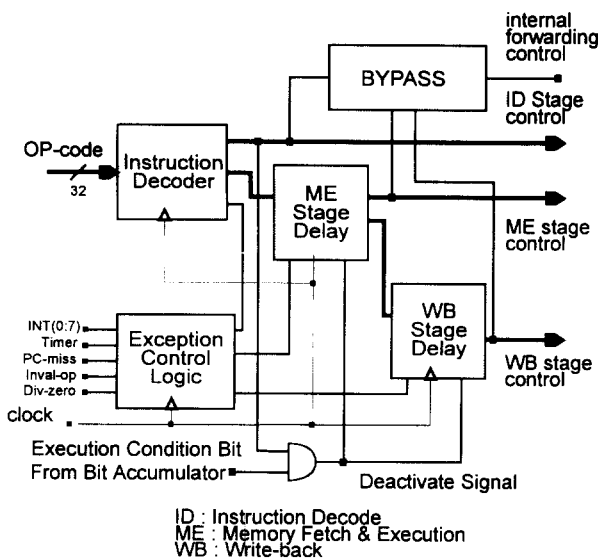 internal
forwarding
control
BYPASS
ID Stage
control
OP-code
32
Instruction
Decoder
ME
Stage
Delay
ME stage
control
INT(0:7)
Timer
PC-miss
Inval-op
Div-zero
Exception
Control
Logic
WB
Stage
Delay
WB stage
control
clock
Execution Condition Bit
From Bit Accumulator
Deactivate Signal
ID : Instruction Decode
ME : Memory Fetch & Execution
WB : Write-back